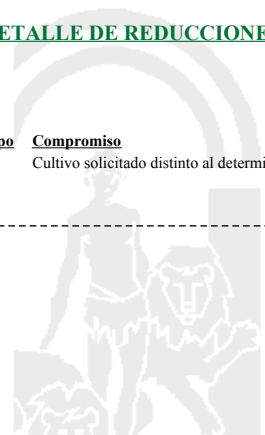 ETALLE DE REDUCCIONE
po Compromiso
Cultivo solicitado distinto al determi